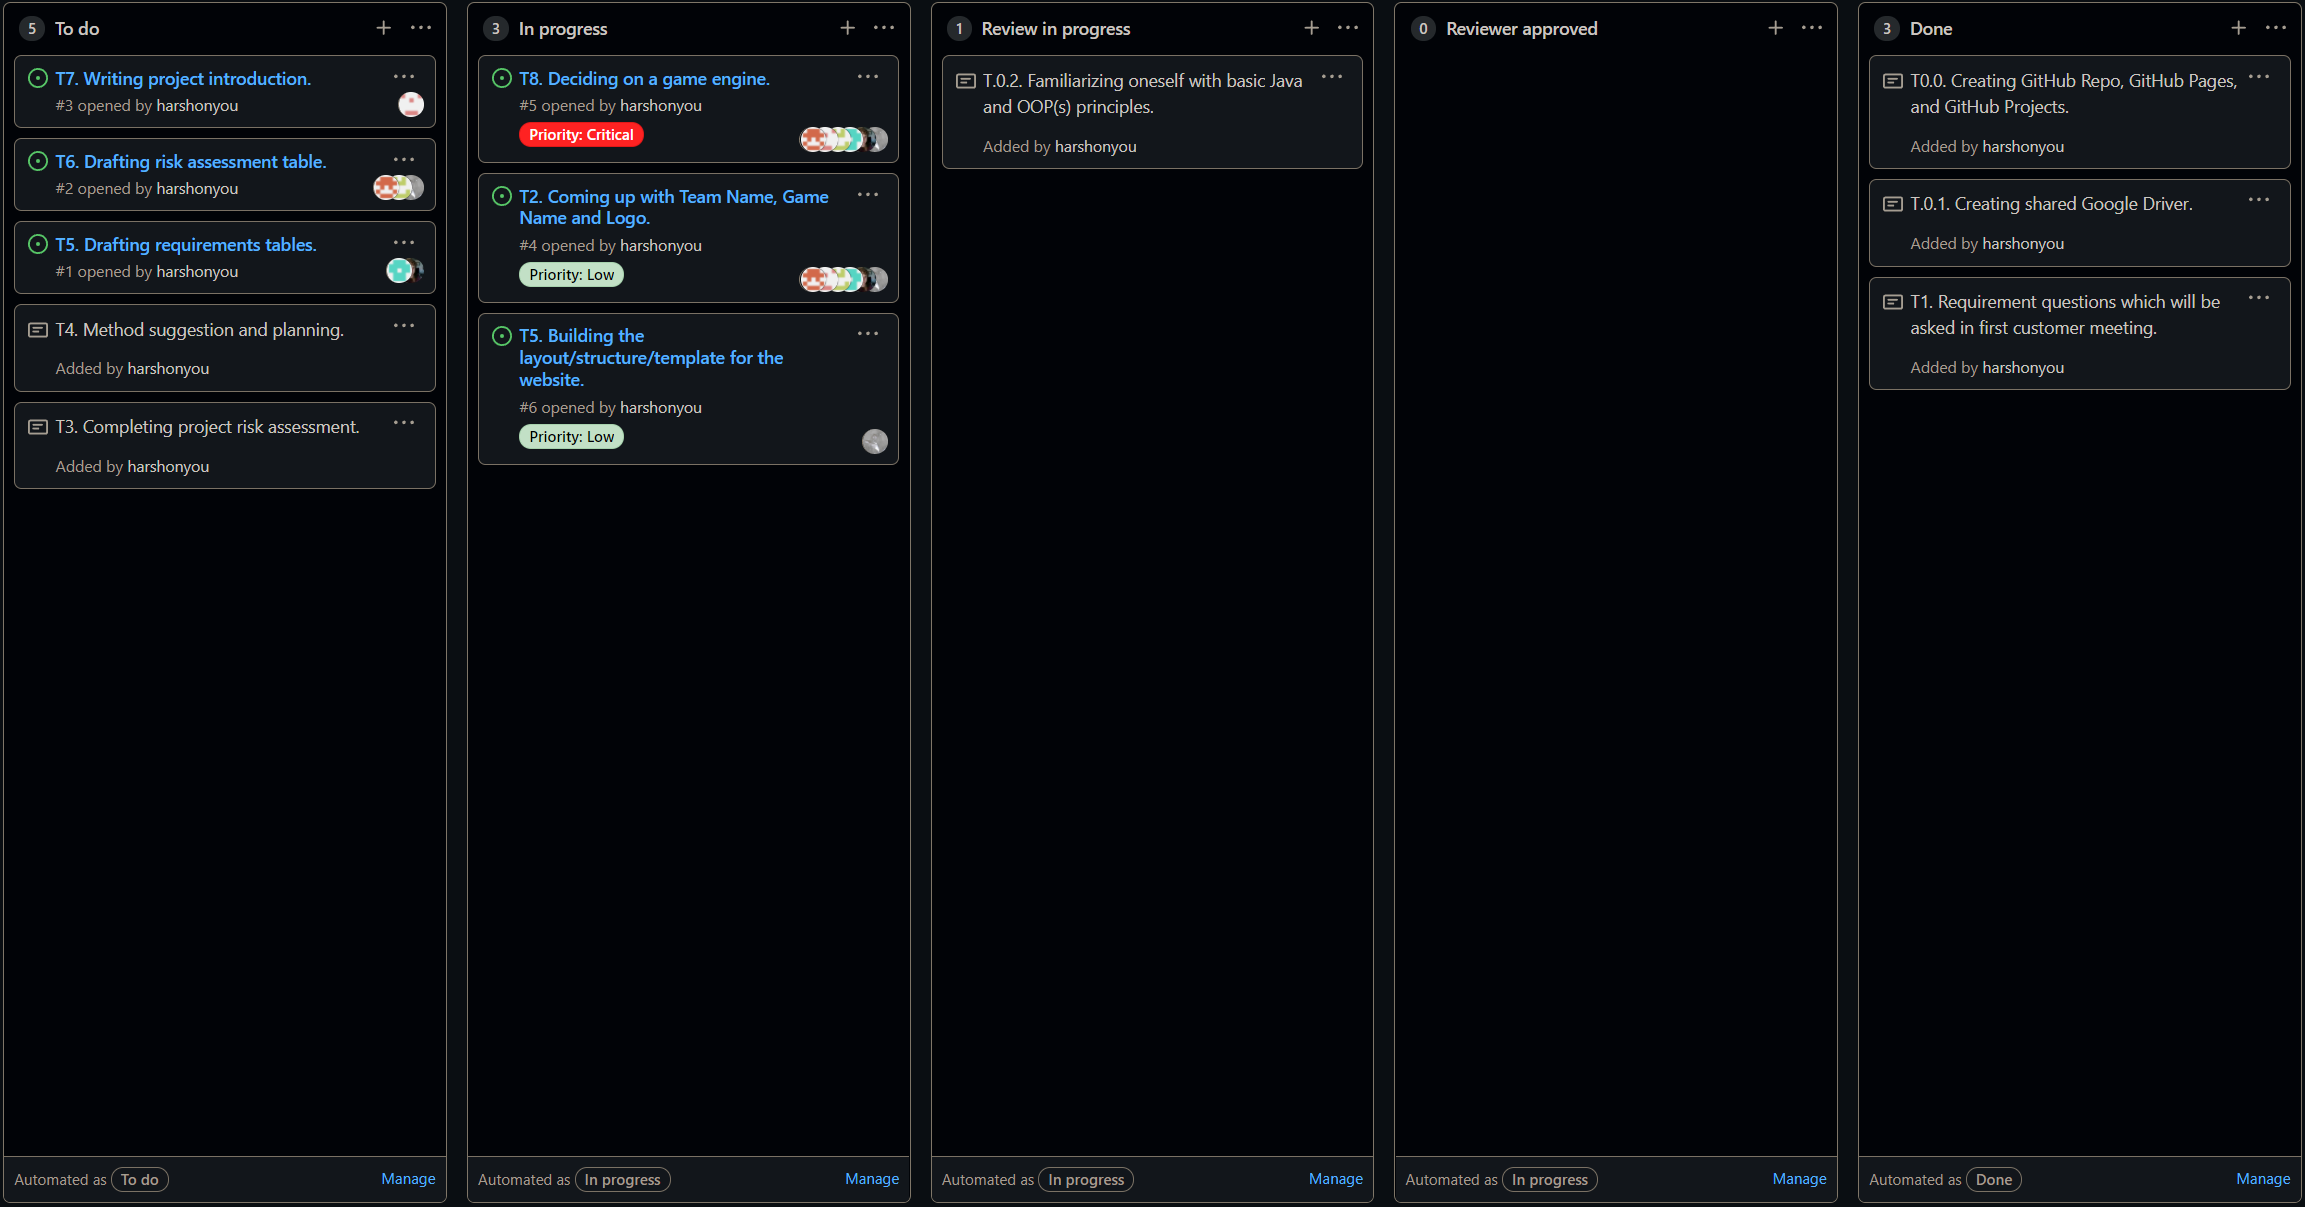 5 To do
T7. Writing project introduction.
#3 opened by harshonyou
T6. Drafting risk assessment table.
#2 opened by harshonyou
T5. Drafting requirements tables.
#1 opened by harshonyou
T4. Method suggestion and planning.
Added by harshonyou
T3. Completing project risk assessment.
Added by harshonyou
Automated as To do Manage
3 In progress
T8. Deciding on a game engine.
#5 opened by harshonyou
Priority: Critical
T2. Coming up with Team Name, Game
Name and Logo.
#4 opened by harshonyou
Priority: Low
T5. Building the
layout/structure/template for the
website.
#6 opened by harshonyou
Priority: Low
Automated as In progress Manage
1 Review in progress
T.0.2. Familiarizing oneself with basic Java
and OOP(s) principles.
Added by harshonyou
Automated as In progress Manage
0 Reviewer approved
Automated as In progress Manage
3 Done
T0.0. Creating GitHub Repo, GitHub Pages,
and GitHub Projects.
Added by harshonyou
T.0.1. Creating shared Google Driver.
Added by harshonyou
T1. Requirement questions which will be
asked in first customer meeting.
Added by harshonyou
Automated as Done Manage